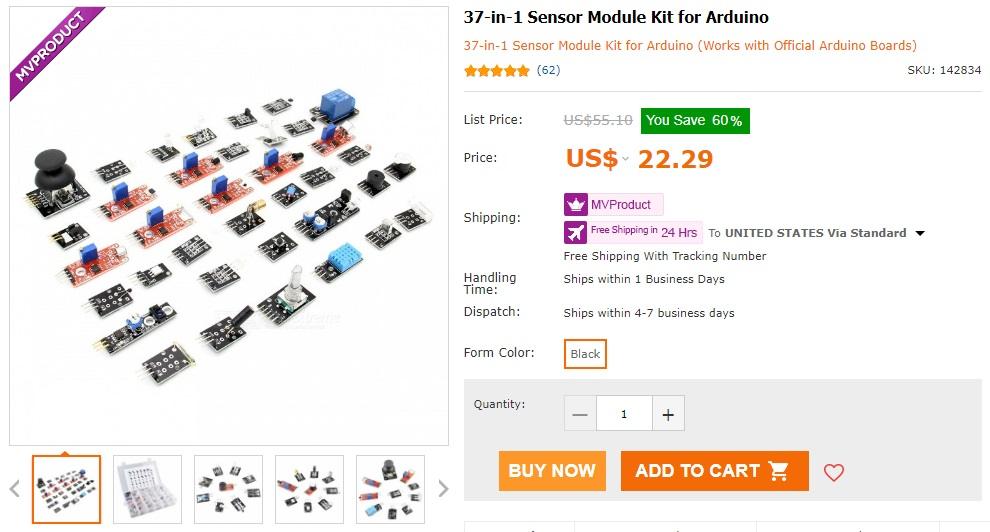 MVPRODUCT
37-in-1 Sensor Module Kit for Arduino
37-in-1 Sensor Module Kit for Arduino (Works with Official Arduino Boards)
(62)
SKU: 142834
List Price: US$55.10 You Save 60%
Price: US$ 22.29
Shipping: MVProduct
Free Shipping in 24 Hrs To UNITED STATES Via Standard
Free Shipping With Tracking Number
Handling Time: Ships within 1 Business Days
Dispatch: Ships within 4-7 business days
Form Color: Black
Quantity: — 1 +
BUY NOW ADD TO CART